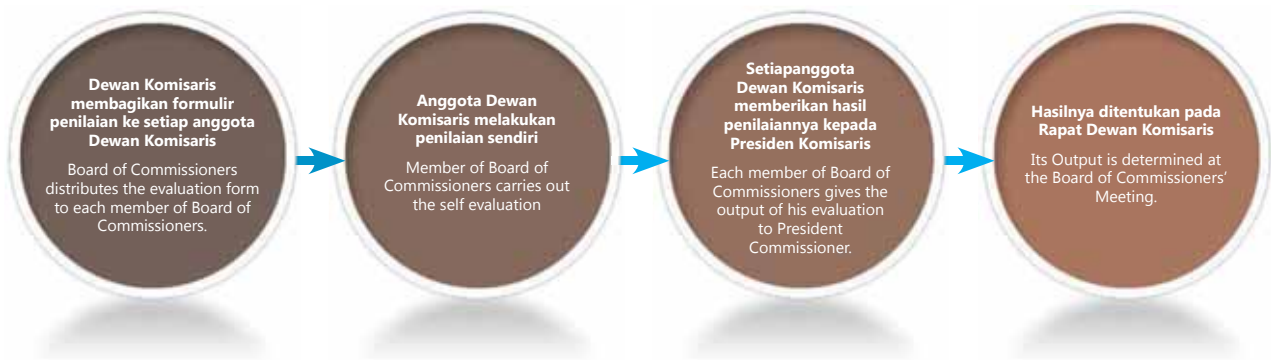 Dewan Komisaris
membagikan formulir
penilaian ke setiap anggota
Dewan Komisaris
Board of Commissioners
distributes the evaluation form
to each member of Board of
Commissioners.
Anggota Dewan
Komisaris melakukan
penilaian sendiri
Member of Board of
Commissioners carries out
the self evaluation
Setiapanggota
Dewan Komisaris
memberikan hasil
penilaiannya kepada
Presiden Komisaris
Each member of Board of
Commissioners gives the
output of his evaluation
to President
Commissioner.
Hasilnya ditentukan pada
Rapat Dewan Komisaris
Its Output is determined at
the Board of Commissioners‘
Meeting.